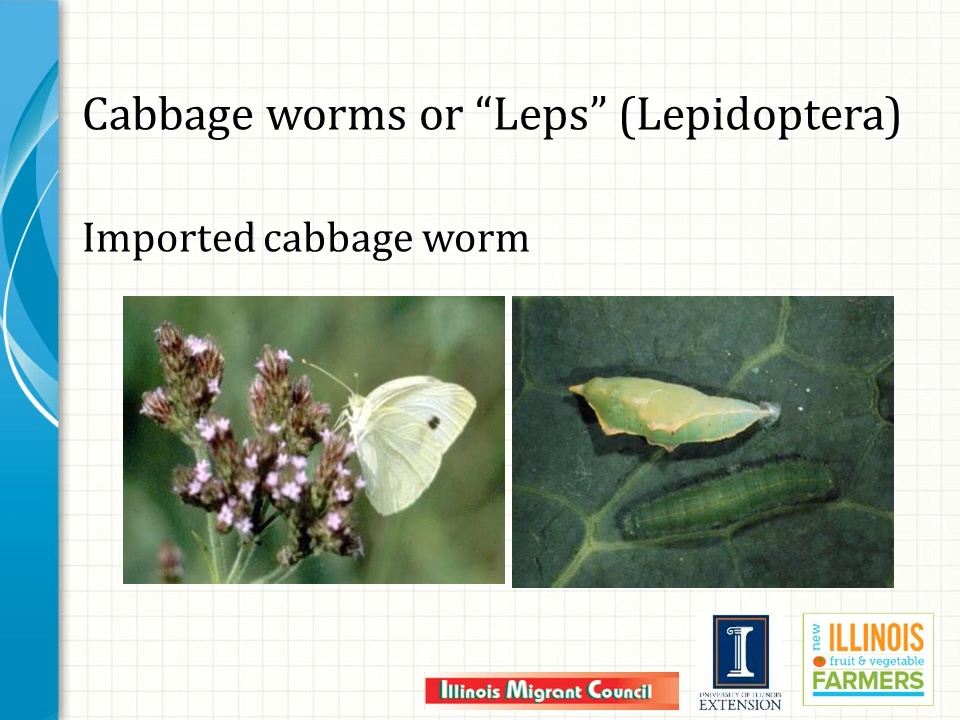 Cabbage worms or “Leps” (Lepidoptera)
Imported cabbage worm
Illinois Migrant Council
I
UNIVERSITY OF ILLINOIS
EXTENSION
new
ILLINOIS
fruit & vegetable
FARMERS